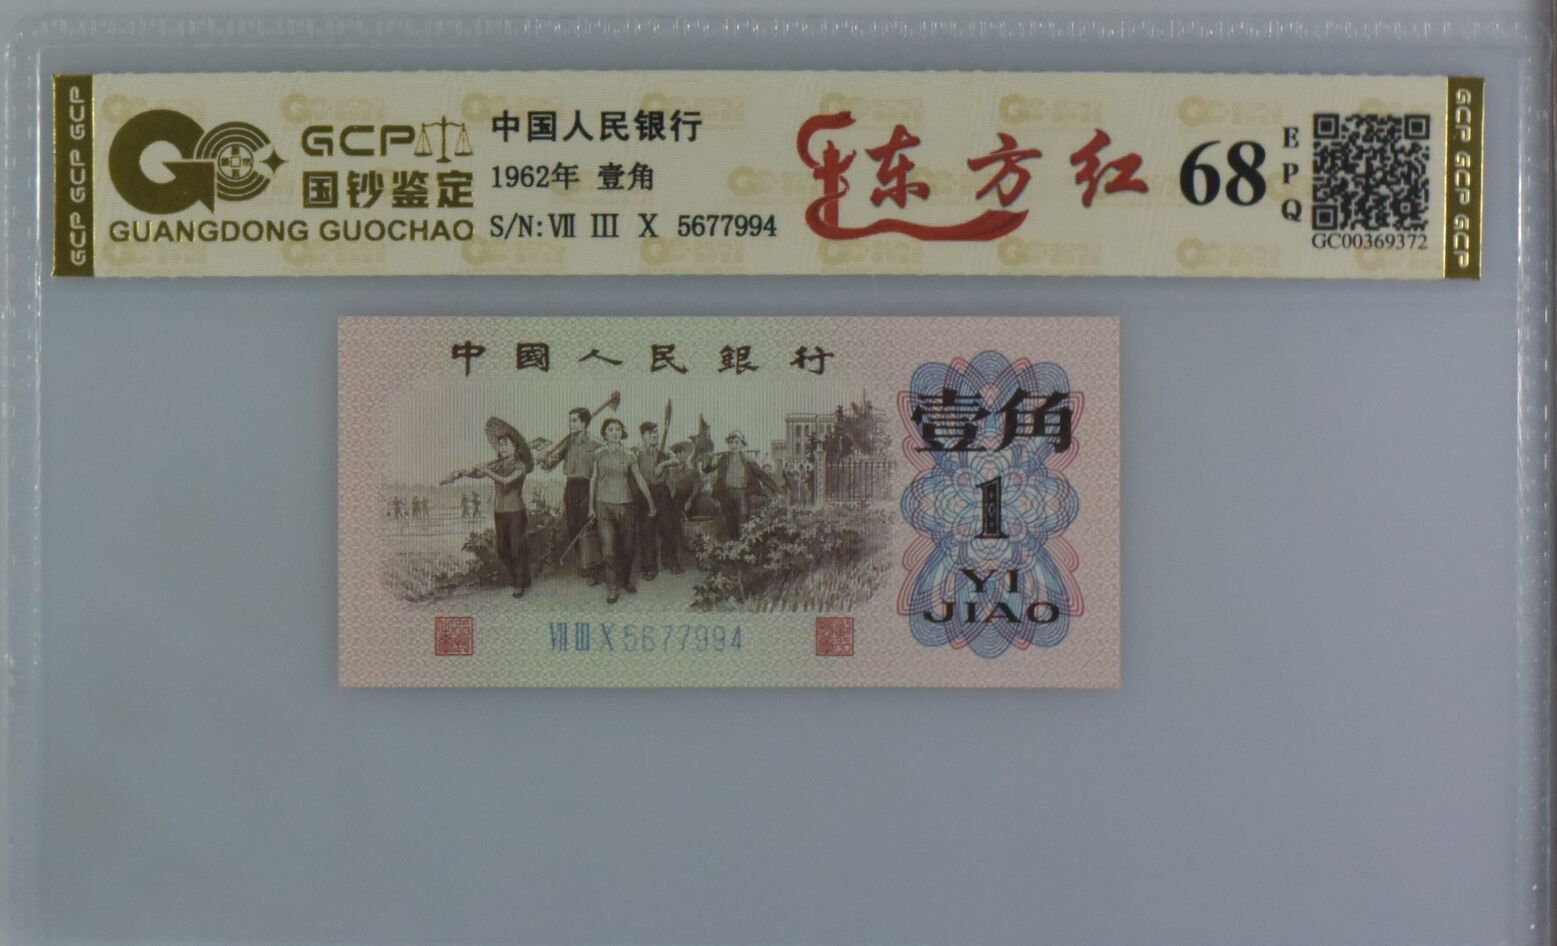 GCP GCP GCP
GCP
国钞鉴定
GUANGDONG GUOCHAO
中国人民银行
1962年 壹角
S/N: Ⅶ Ⅲ Ⅹ 5677994
东方红
68
EPQ
GC00369372
GCP GCP GCP
中國人民銀行
壹角
1
YI
JIAO
Ⅶ Ⅲ Ⅹ 5677994